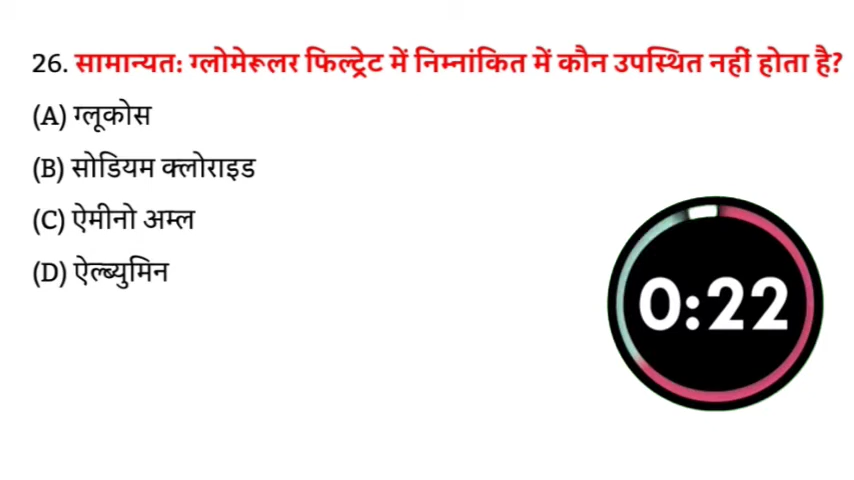 26. सामान्यत: ग्लोमेरूलर फिल्ट्रेट में निम्नांकित में कौन उपस्थित नहीं होता है?
(A) ग्लूकोस
(B) सोडियम क्लोराइड
(C) ऐमीनो अम्ल
(D) ऐल्ब्युमिन
0:22